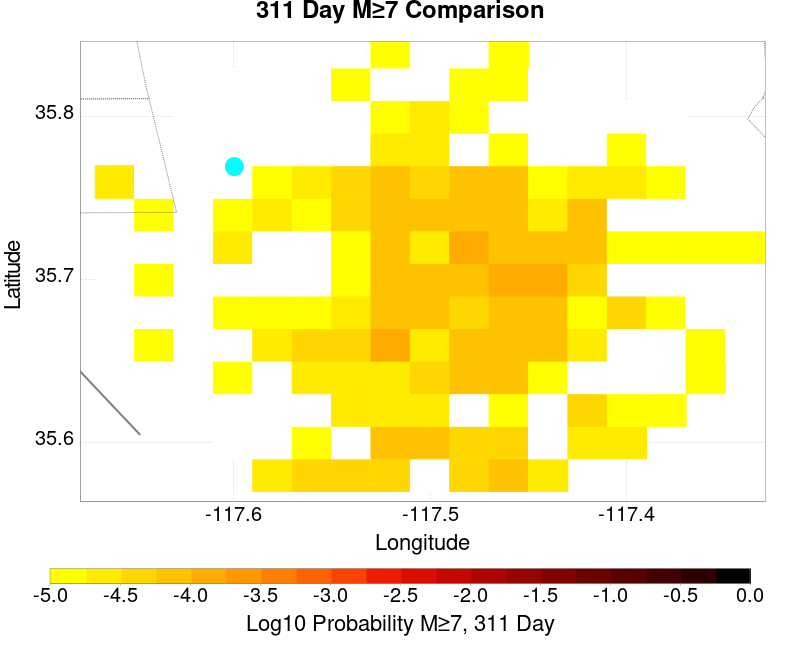 311 Day M≥7 Comparison
35.8
35.7
35.6
Latitude
-117.6 -117.5 -117.4
Longitude
-5.0 -4.5 -4.0 -3.5 -3.0 -2.5 -2.0 -1.5 -1.0 -0.5 0.0
Log10 Probability M≥7, 311 Day